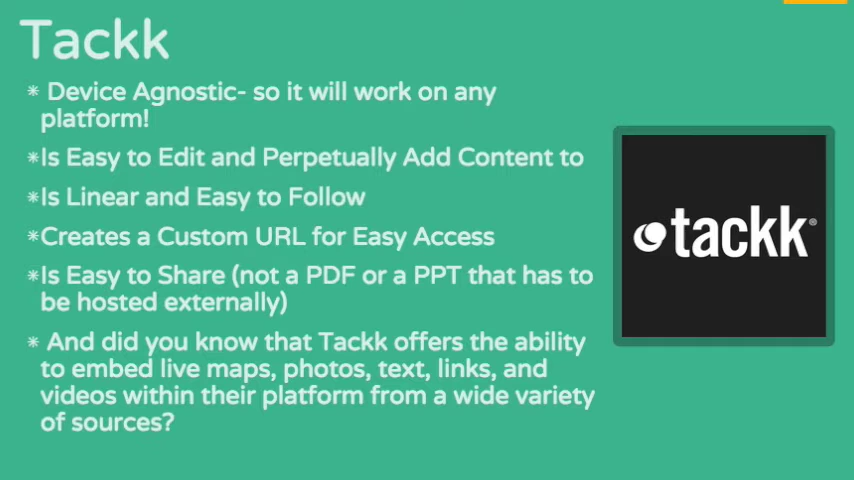 Tackk
* Device Agnostic- so it will work on any
platform!
*Is Easy to Edit and Perpetually Add Content to
*Is Linear and Easy to Follow
*Creates a Custom URL for Easy Access
*Is Easy to Share (not a PDF or a PPT that has to
be hosted externally)
* And did you know that Tackk offers the ability
to embed live maps, photos, text, links, and
videos within their platform from a wide variety
of sources?
tackk®